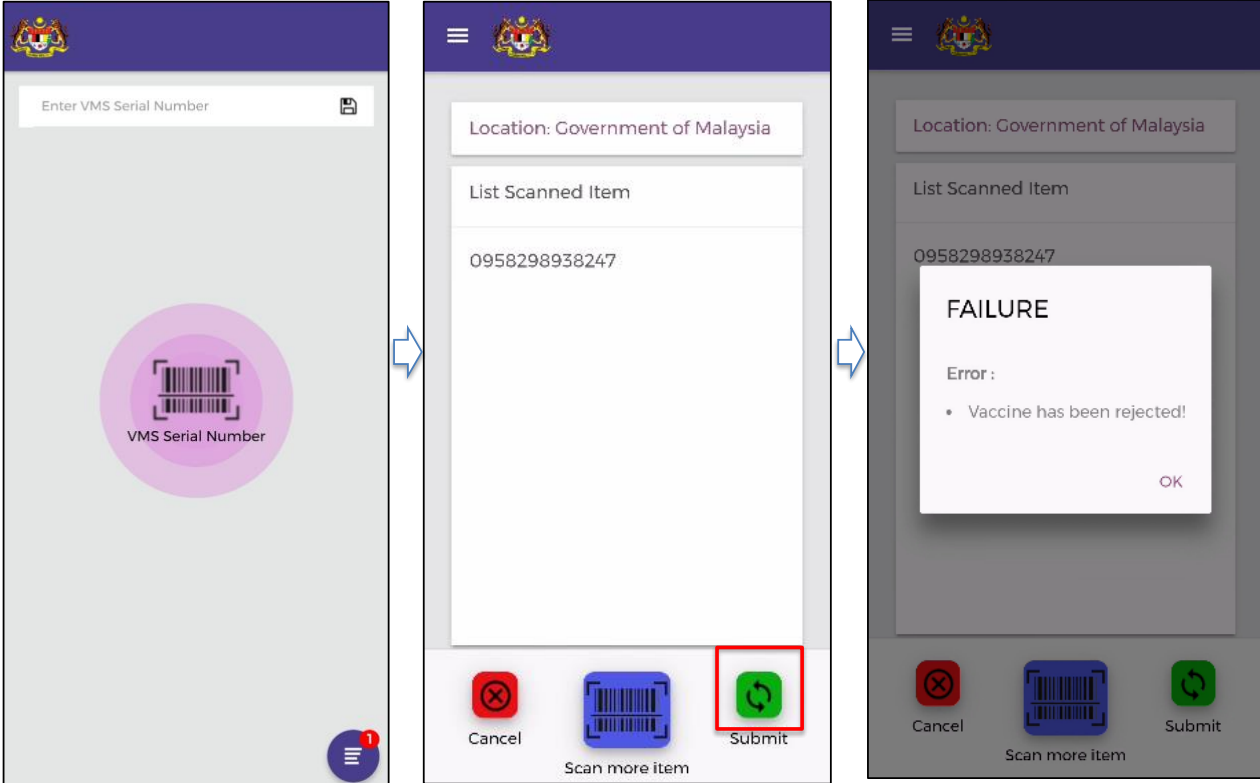 Enter VMS Serial Number
VMS Serial Number
1
Location: Government of Malaysia
List Scanned Item
0958298938247
Cancel
Scan more item
Submit
Location: Government of Malaysia
List Scanned Item
0958298938247
FAILURE
Error :
• Vaccine has been rejected!
OK
Cancel
Scan more item
Submit